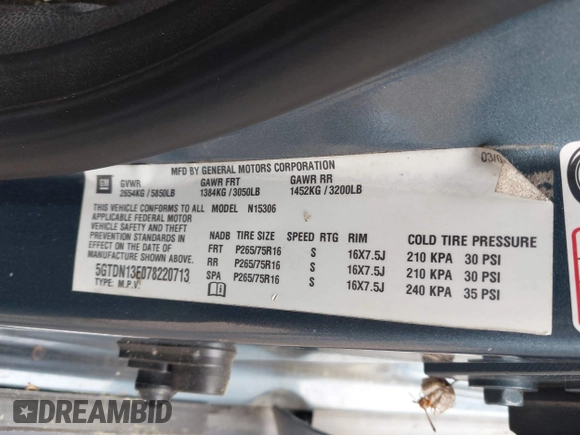 MFD BY GENERAL MOTORS CORPORATION
03/0
GM
GVWR GAWR FRT GAWR RR
2654KG / 5850LB 1384KG / 3050LB 1452KG / 3200LB
THIS VEHICLE CONFORMS TO ALL MODEL N15306
APPLICABLE FEDERAL MOTOR
VEHICLE SAFETY STANDARDS IN
EFFECT ON THE DATE OF
MANUFACTURE SHOWN ABOVE.
5GTDN13E078220713
TYPE: M.P.V.
NADB TIRE SIZE SPEED RTG RIM COLD TIRE PRESSURE
FRT P265/75R16 S 16X7.5J 210 KPA 30 PSI
RR P265/75R16 S 16X7.5J 210 KPA 30 PSI
SPA P265/75R16 S 16X7.5J 240 KPA 35 PSI
DREAMBID